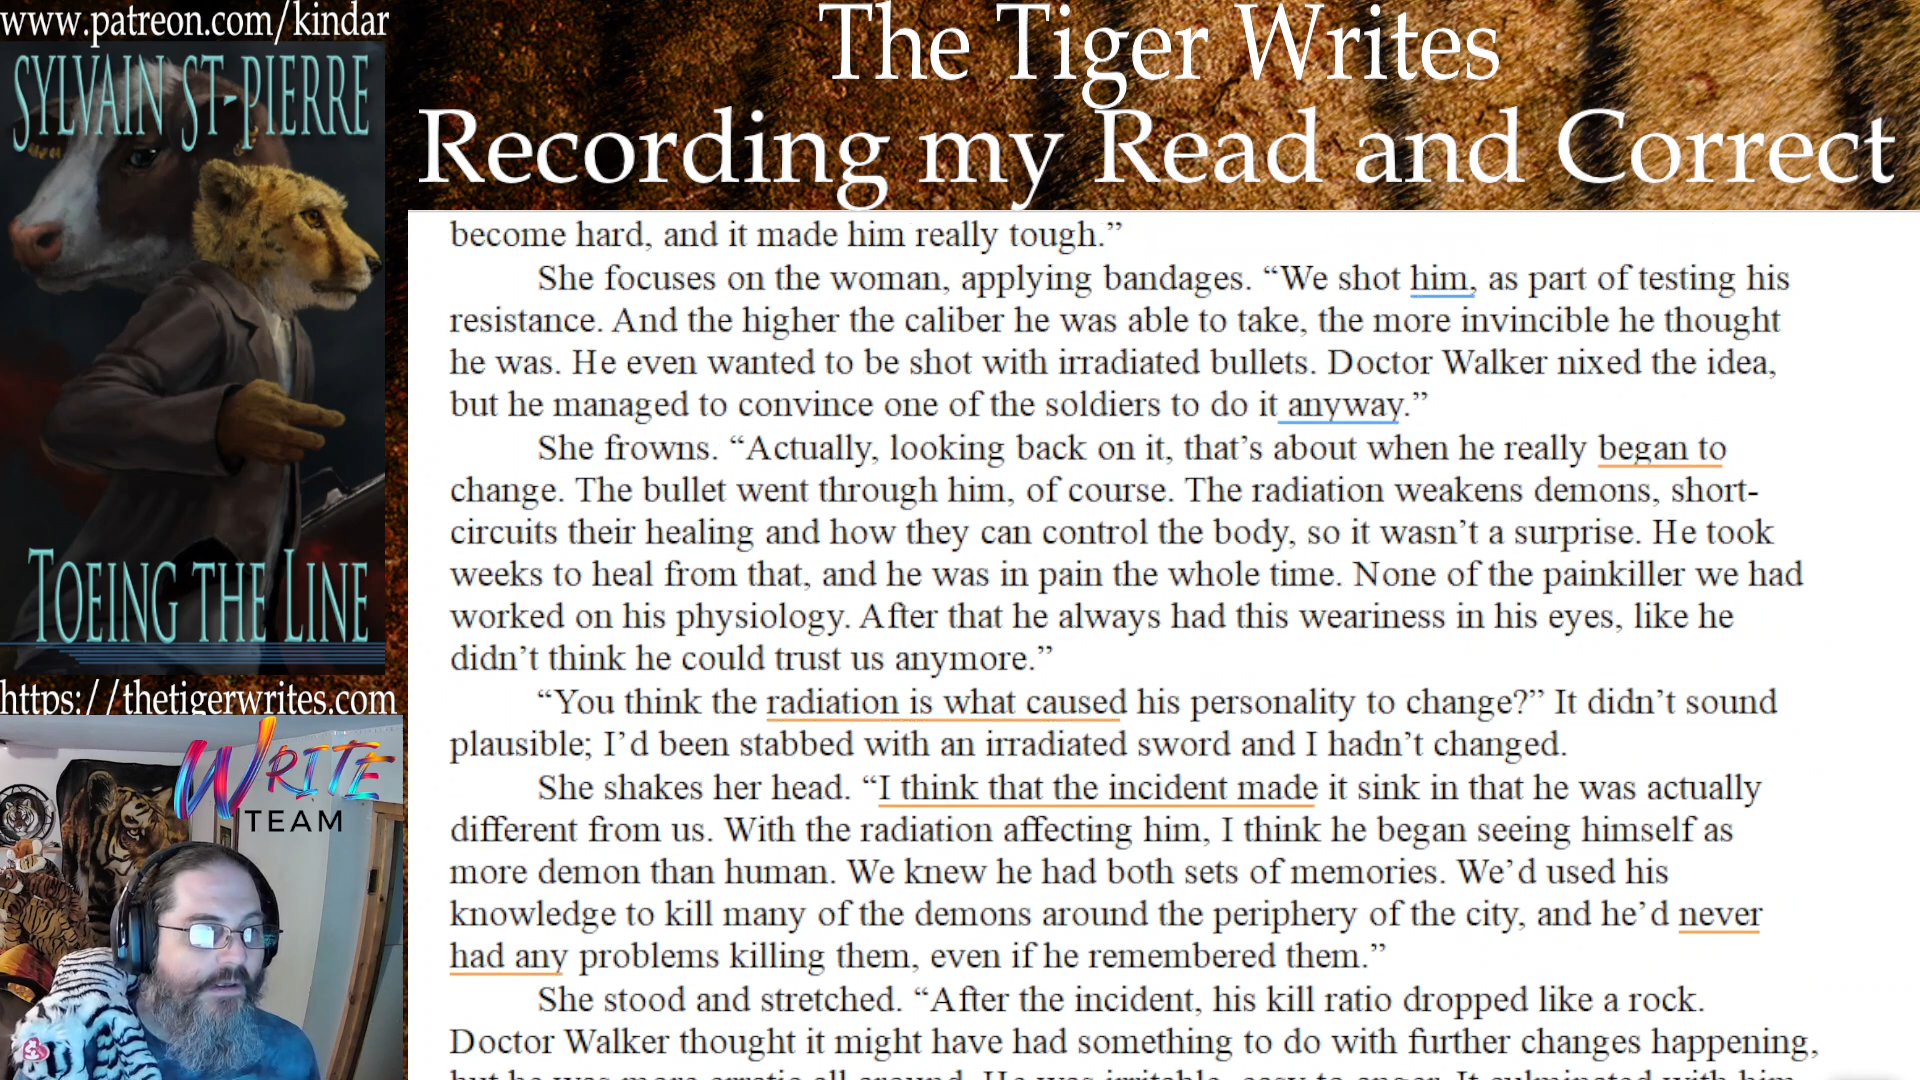 www.patreon.com/kindar
SYLVAIN ST-PIERRE
TOEING THE LINE
https://thetigerwrites.com
WRITE
TEAM
The Tiger Writes
Recording my Read and Correct
become hard, and it made him really tough.”
She focuses on the woman, applying bandages. “We shot him, as part of testing his
resistance. And the higher the caliber he was able to take, the more invincible he thought
he was. He even wanted to be shot with irradiated bullets. Doctor Walker nixed the idea,
but he managed to convince one of the soldiers to do it anyway.”
She frowns. “Actually, looking back on it, that’s about when he really began to
change. The bullet went through him, of course. The radiation weakens demons, short-
circuits their healing and how they can control the body, so it wasn’t a surprise. He took
weeks to heal from that, and he was in pain the whole time. None of the painkiller we had
worked on his physiology. After that he always had this weariness in his eyes, like he
didn’t think he could trust us anymore.”
“You think the radiation is what caused his personality to change?” It didn’t sound
plausible; I’d been stabbed with an irradiated sword and I hadn’t changed.
She shakes her head. “I think that the incident made it sink in that he was actually
different from us. With the radiation affecting him, I think he began seeing himself as
more demon than human. We knew he had both sets of memories. We’d used his
knowledge to kill many of the demons around the periphery of the city, and he’d never
had any problems killing them, even if he remembered them.”
She stood and stretched. “After the incident, his kill ratio dropped like a rock.
Doctor Walker thought it might have had something to do with further changes happening,